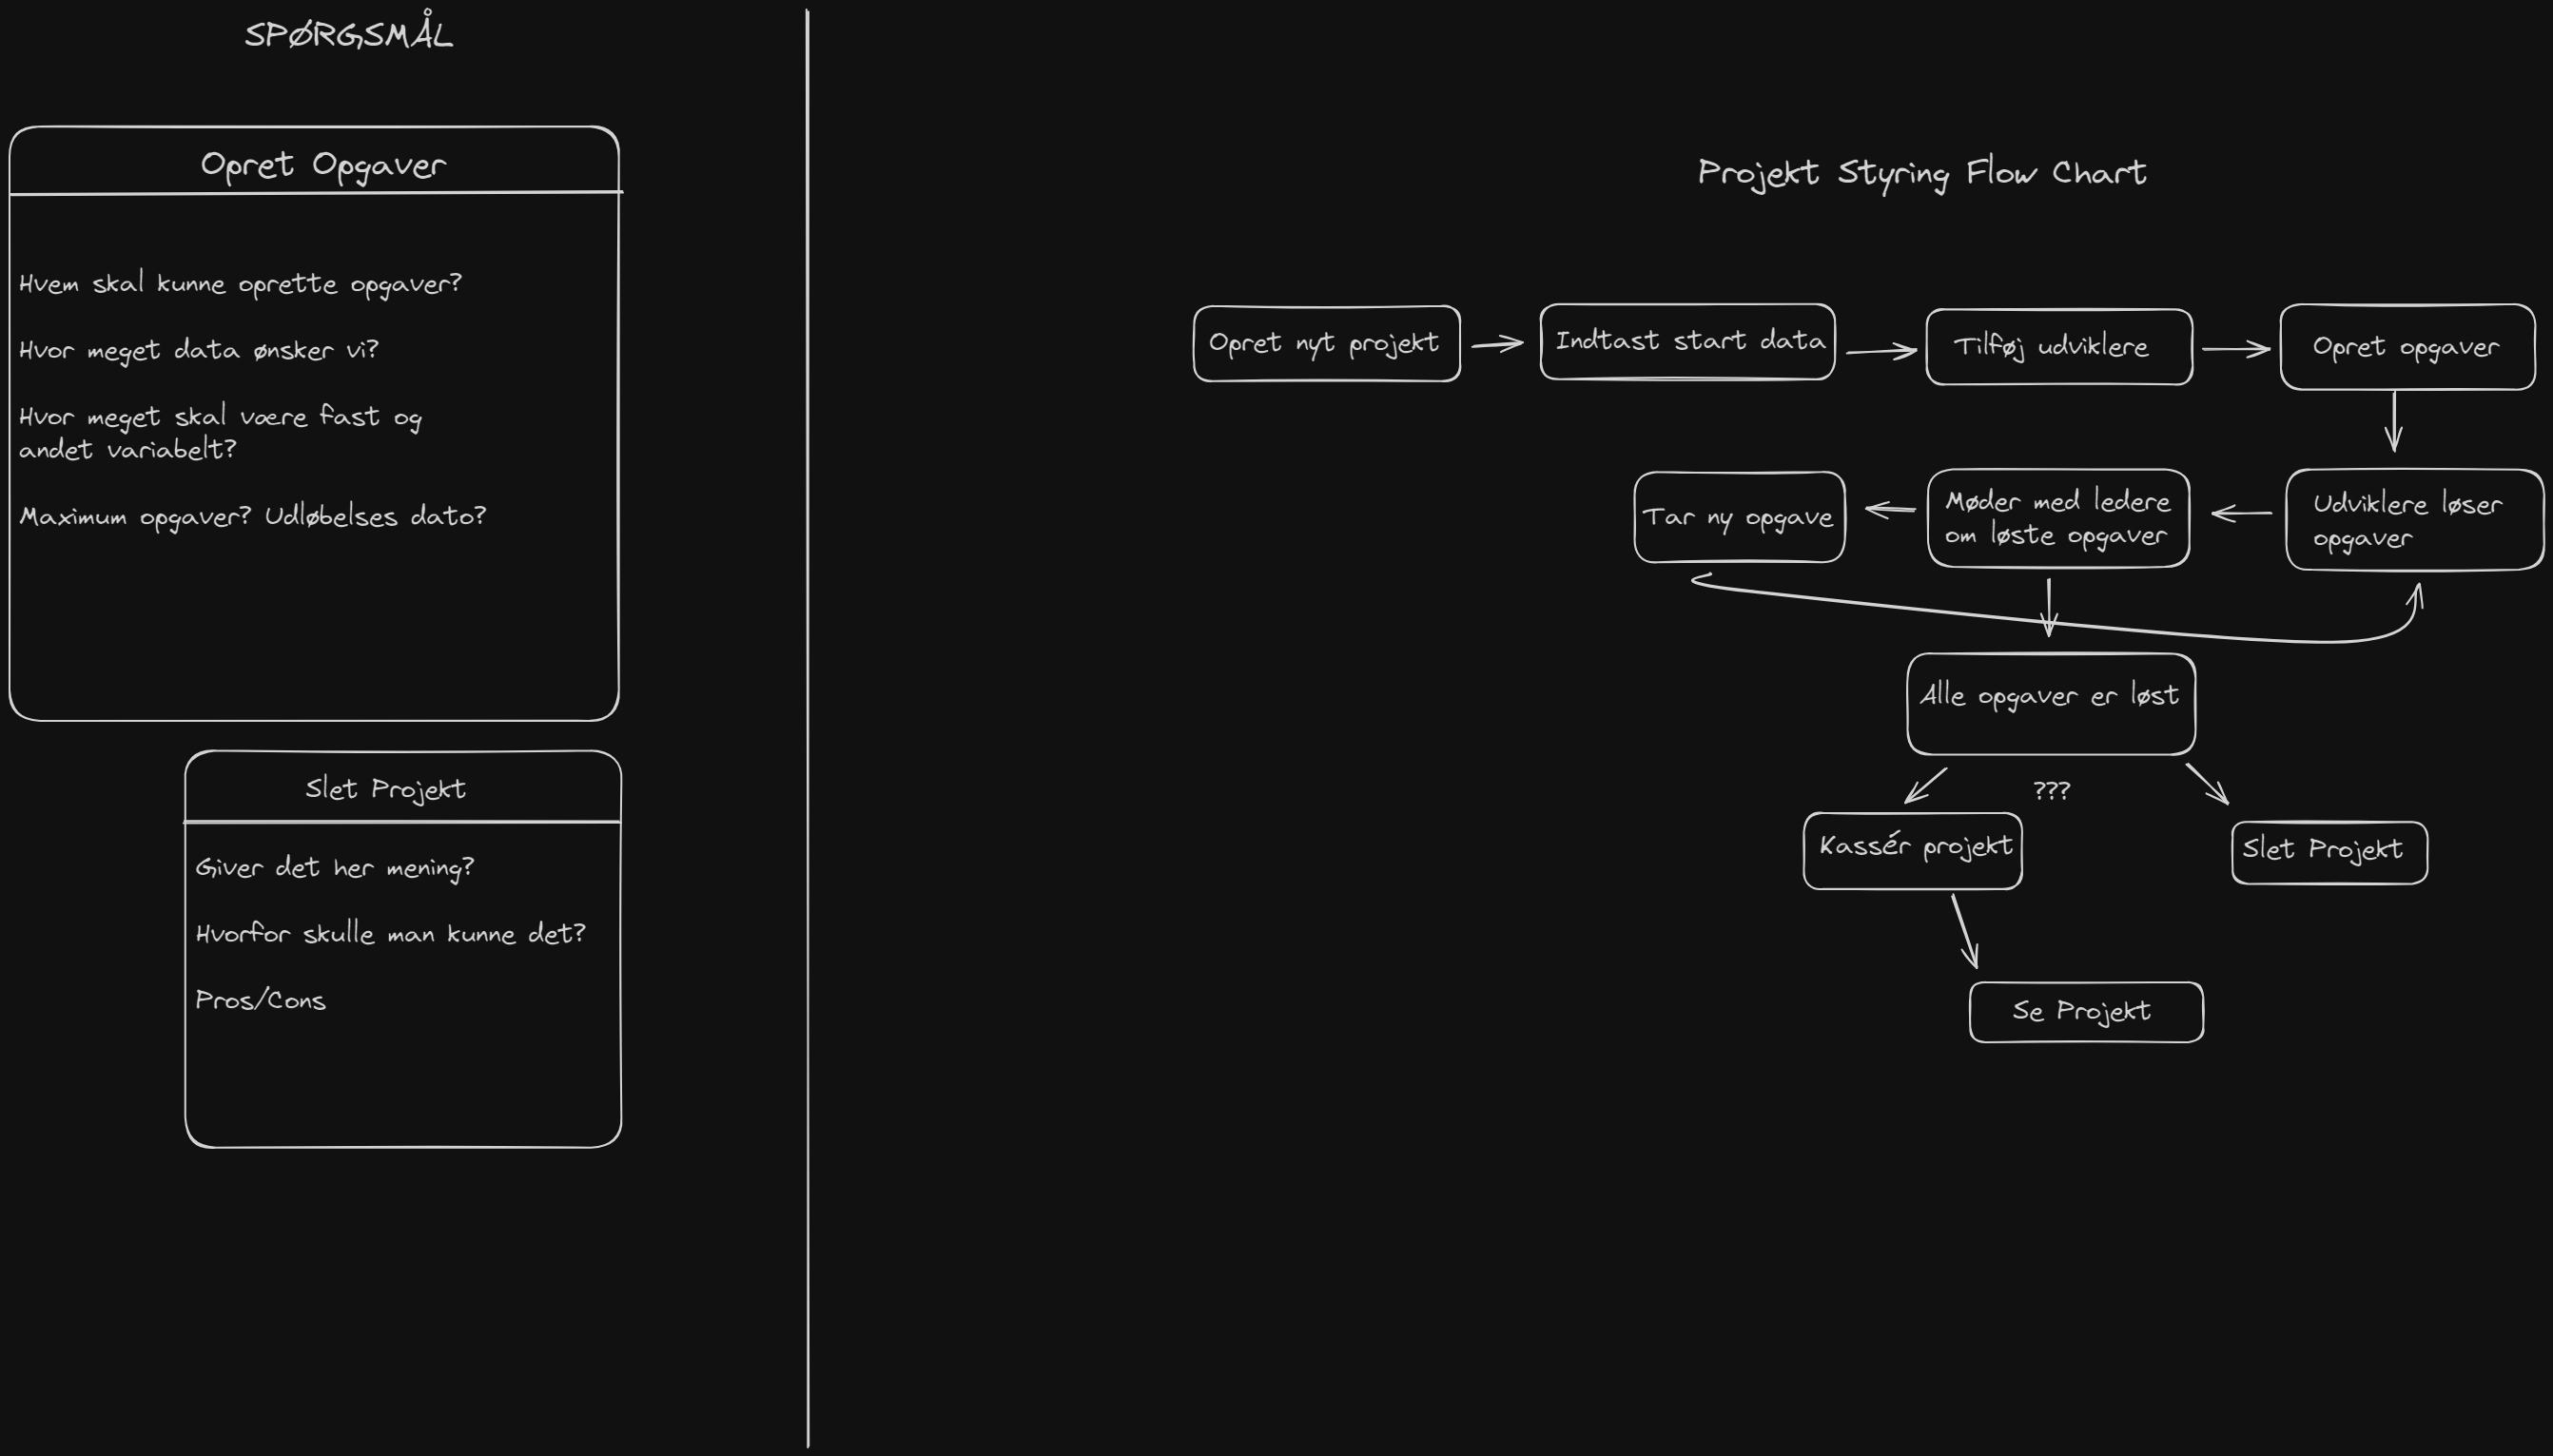 SPØRGSMÅL
Opret Opgaver
Hvem skal kunne oprette opgaver?
Hvor meget data ønsker vi?
Hvor meget skal være fast og
andet variabelt?
Maximum opgaver? Udløbelses dato?
Slet Projekt
Giver det her mening?
Hvorfor skulle man kunne det?
Pros/Cons
Projekt Styring Flow Chart
Opret nyt projekt
Indtast start data
Tilføj udviklere
Opret opgaver
Udviklere løser
opgaver
Møder med ledere
om løste opgaver
Tar ny opgave
Alle opgaver er løst
???
Kassér projekt
Slet Projekt
Se Projekt